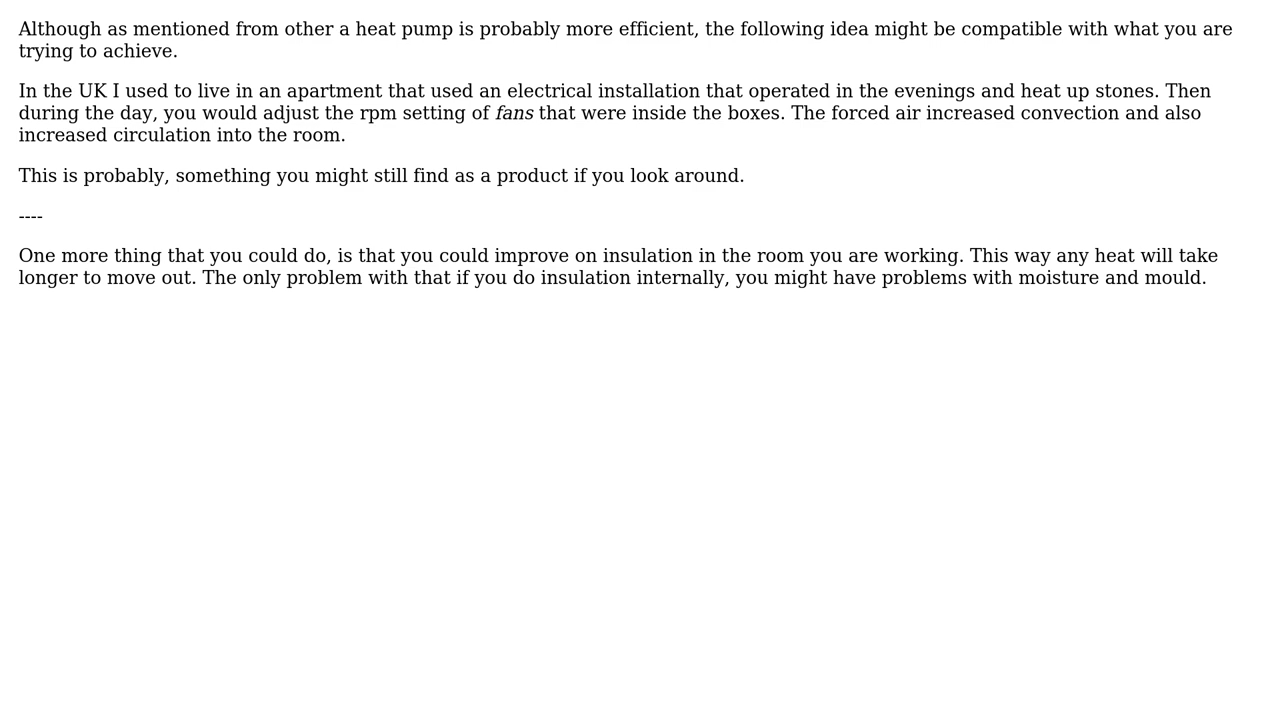 Although as mentioned from other a heat pump is probably more efficient, the following idea might be compatible with what you are
trying to achieve.
In the UK I used to live in an apartment that used an electrical installation that operated in the evenings and heat up stones. Then
during the day, you would adjust the rpm setting of fans that were inside the boxes. The forced air increased convection and also
increased circulation into the room.
This is probably, something you might still find as a product if you look around.
----
One more thing that you could do, is that you could improve on insulation in the room you are working. This way any heat will take
longer to move out. The only problem with that if you do insulation internally, you might have problems with moisture and mould.